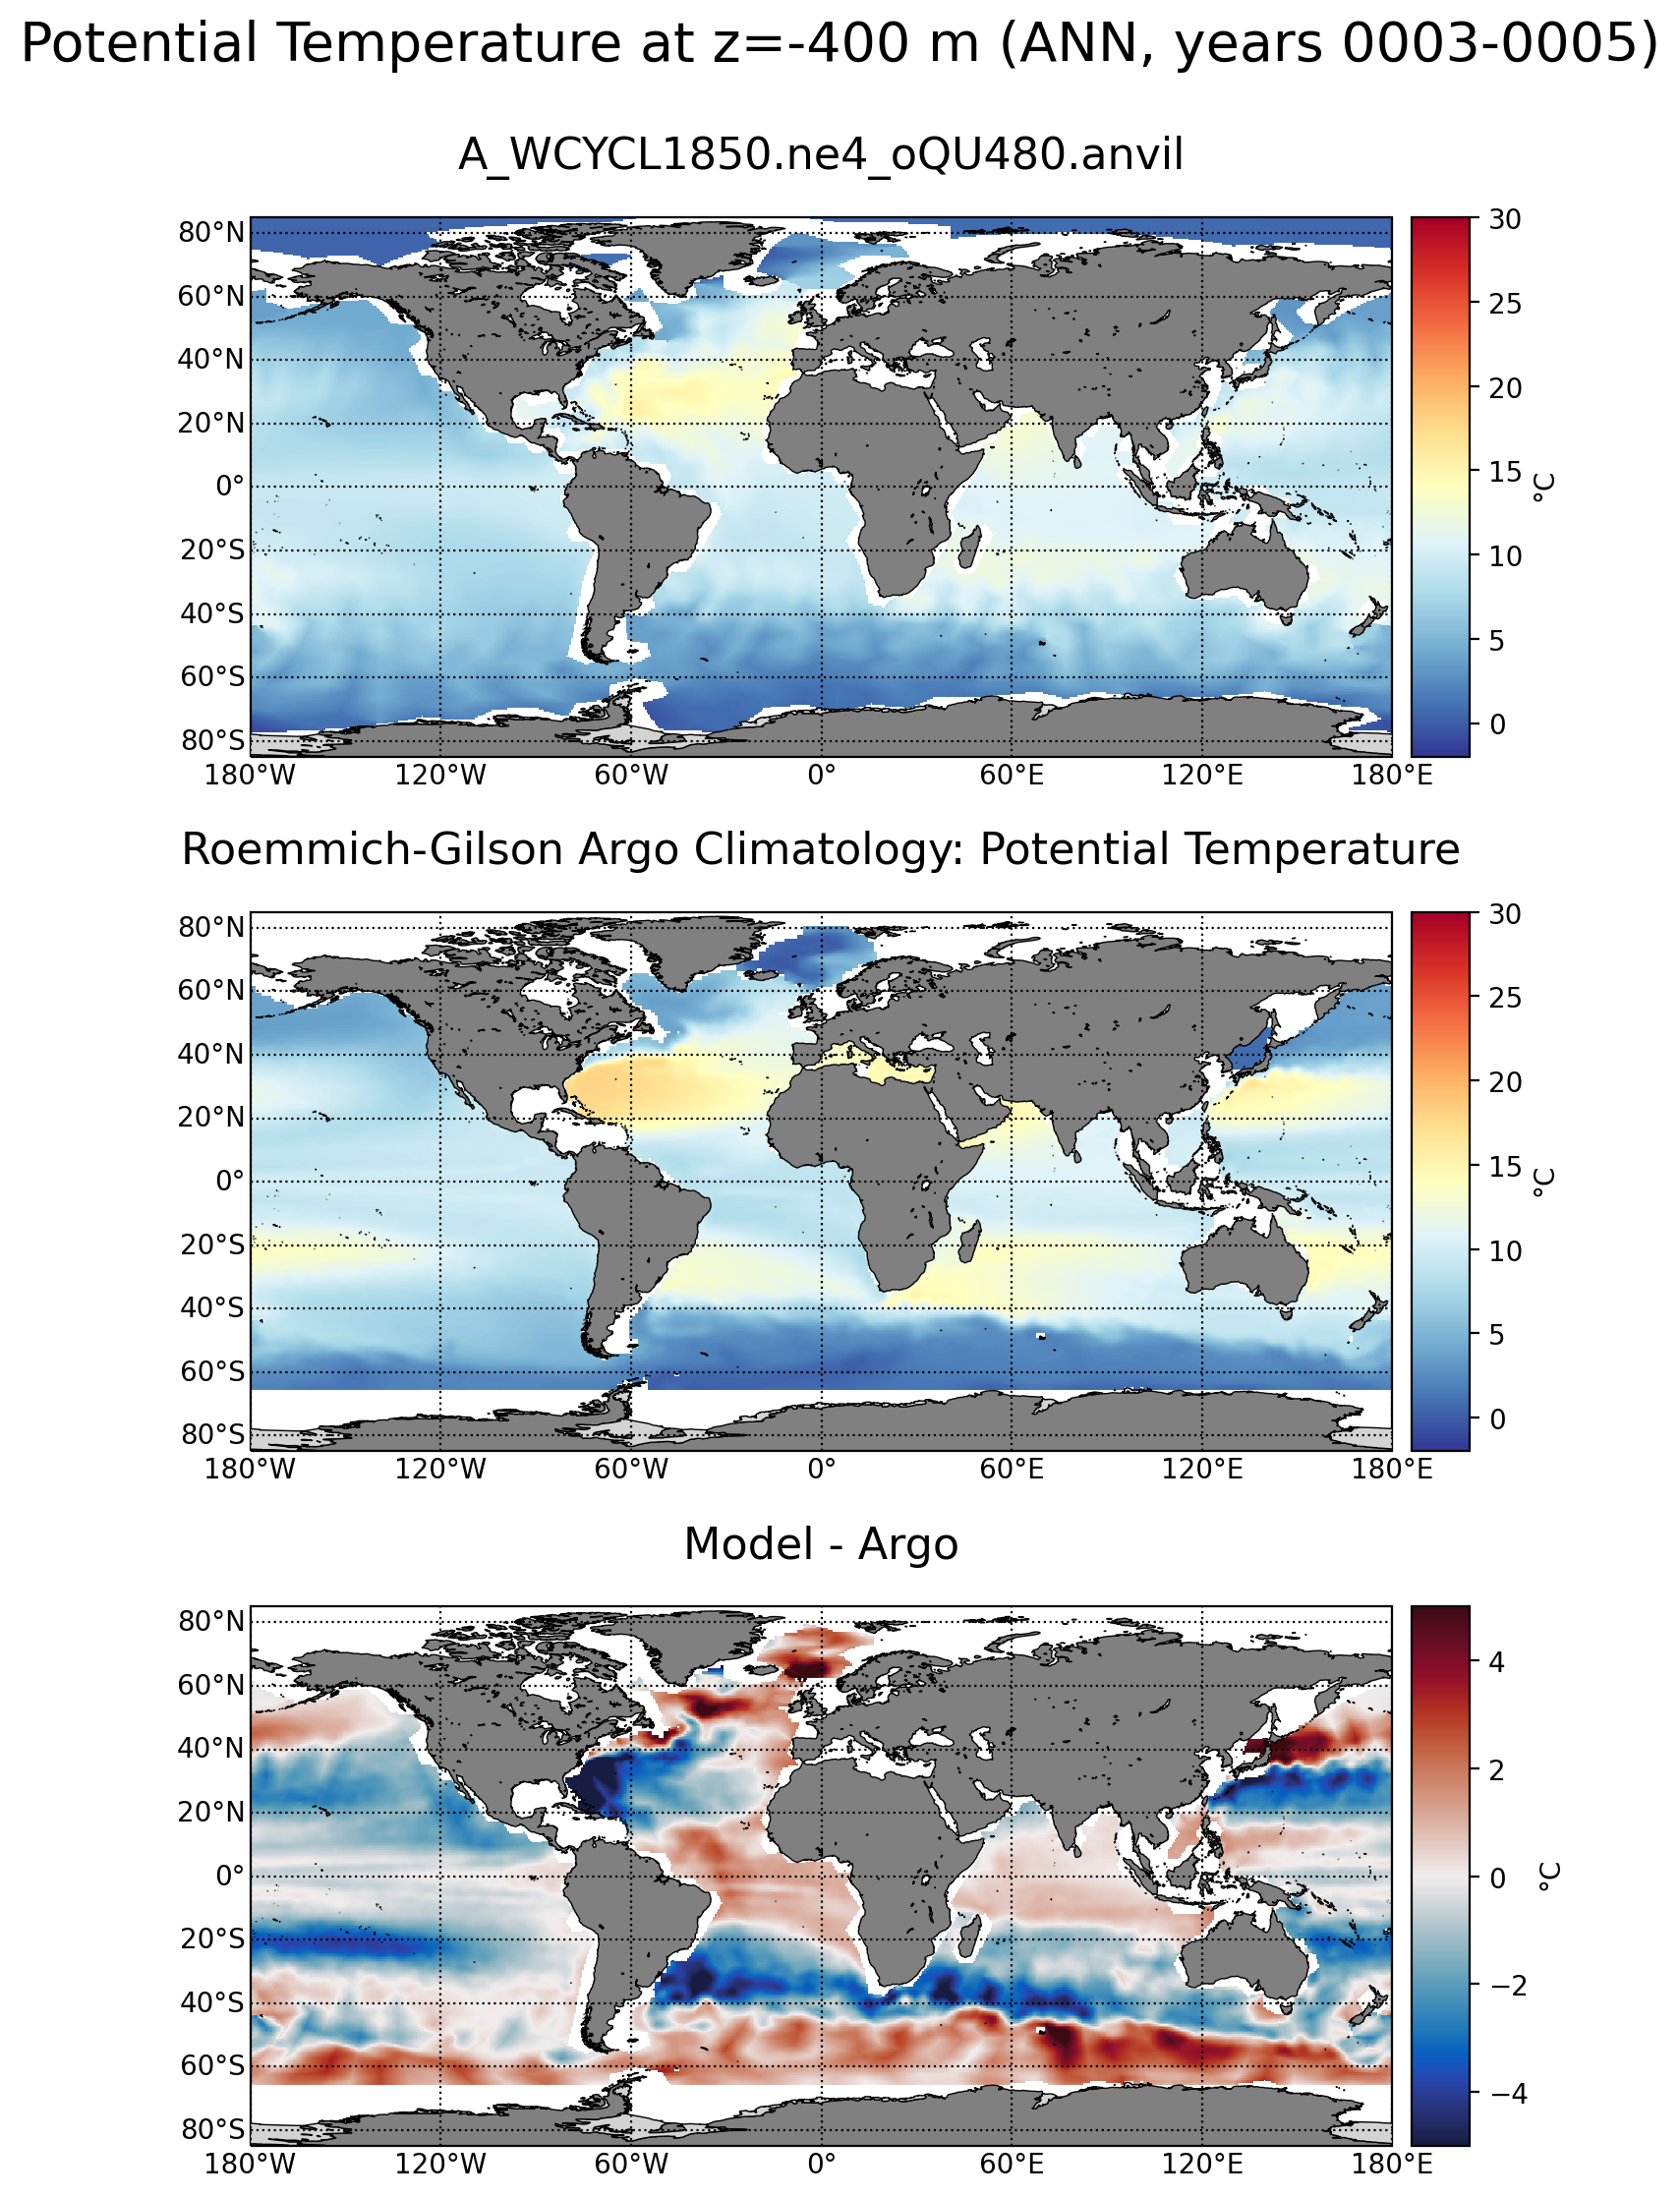 Potential Temperature at z=-400 m (ANN, years 0003-0005)
A_WCYCL1850.ne4_oQU480.anvil
80°N
60°N
40°N
20°N
0°
20°S
40°S
60°S
80°S
180°W 120°W 60°W 0° 60°E 120°E 180°E
30
25
20
15
10
5
0
°C
Roemmich-Gilson Argo Climatology: Potential Temperature
80°N
60°N
40°N
20°N
0°
20°S
40°S
60°S
80°S
180°W 120°W 60°W 0° 60°E 120°E 180°E
30
25
20
15
10
5
0
°C
Model - Argo
80°N
60°N
40°N
20°N
0°
20°S
40°S
60°S
80°S
180°W 120°W 60°W 0° 60°E 120°E 180°E
4
2
0
−2
−4
°C